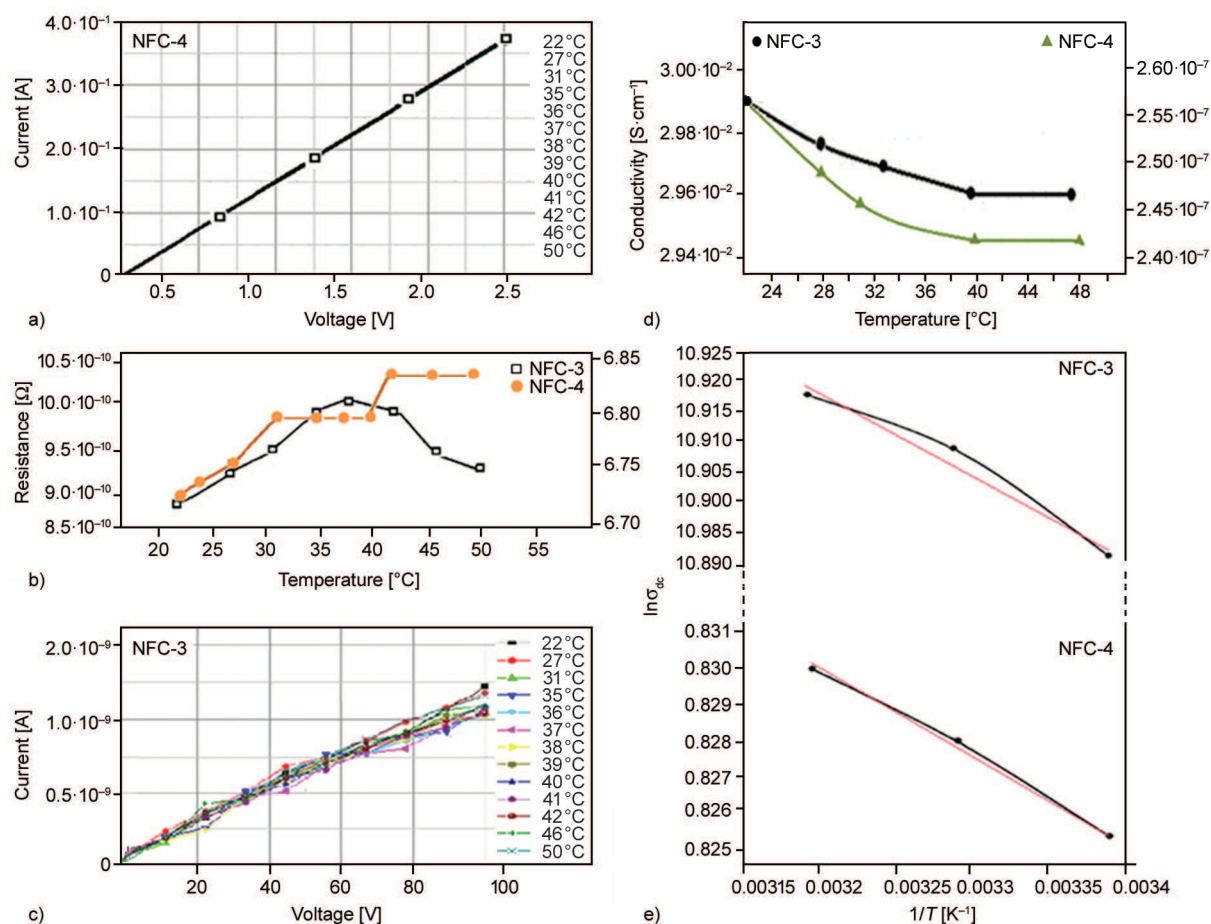 NFC-4
4.0·10⁻¹
3.0·10⁻¹
2.0·10⁻¹
1.0·10⁻¹
0
Current [A]
22°C
27°C
31°C
35°C
36°C
37°C
38°C
39°C
40°C
41°C
42°C
46°C
50°C
0.5 1.0 1.5 2.0 2.5
Voltage [V]
a)
NFC-3
NFC-4
10.5·10⁻¹⁰
10.0·10⁻¹⁰
9.5·10⁻¹⁰
9.0·10⁻¹⁰
8.5·10⁻¹⁰
Resistance [Ω]
6.85
6.80
6.75
6.70
20 25 30 35 40 45 50 55
Temperature [°C]
b)
NFC-3
2.0·10⁻⁹
1.0·10⁻⁹
0.5·10⁻⁹
0
Current [A]
22°C
27°C
31°C
35°C
36°C
37°C
38°C
39°C
40°C
41°C
42°C
46°C
50°C
20 40 60 80 100
Voltage [V]
c)
NFC-3 NFC-4
3.00·10⁻²
2.98·10⁻²
2.96·10⁻²
2.94·10⁻²
Conductivity [S·cm⁻¹]
2.60·10⁻⁷
2.55·10⁻⁷
2.50·10⁻⁷
2.45·10⁻⁷
2.40·10⁻⁷
24 28 32 36 40 44 48
Temperature [°C]
d)
10.925
10.920
10.915
10.910
10.905
10.900
10.985
10.890
NFC-3
lnσdc
0.831
0.830
0.829
0.828
0.827
0.826
0.825
NFC-4
0.00315 0.0032 0.00325 0.0033 0.00335 0.0034
1/T [K⁻¹]
e)